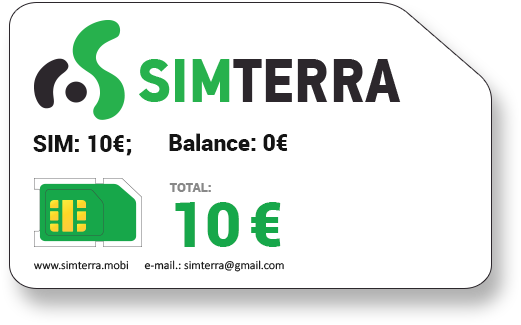 SIMTERRA
SIM: 10€; Balance: 0€
TOTAL:
10 €
www.simterra.mobi e-mail.: simterra@gmail.com